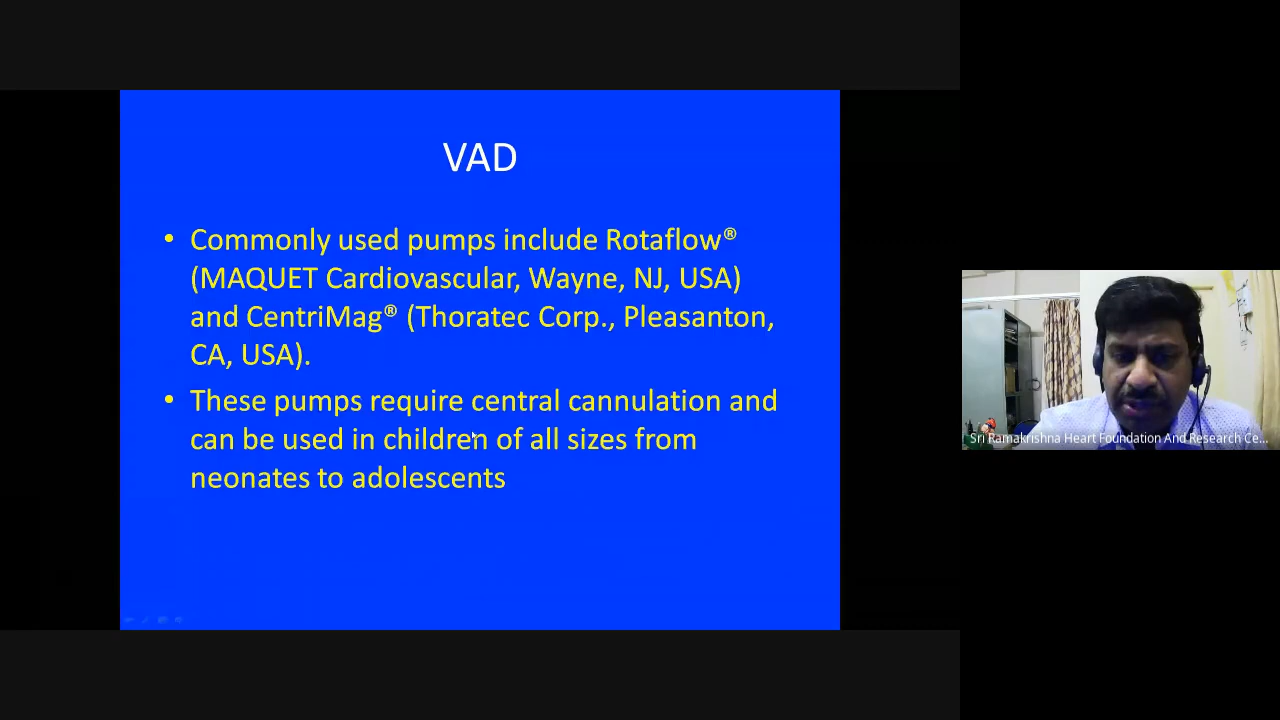 VAD
• Commonly used pumps include Rotaflow®
(MAQUET Cardiovascular, Wayne, NJ, USA)
and CentriMag® (Thoratec Corp., Pleasanton,
CA, USA).
• These pumps require central cannulation and
can be used in children of all sizes from
neonates to adolescents
Sri Ramakrishna Heart Foundation And Research Ce...